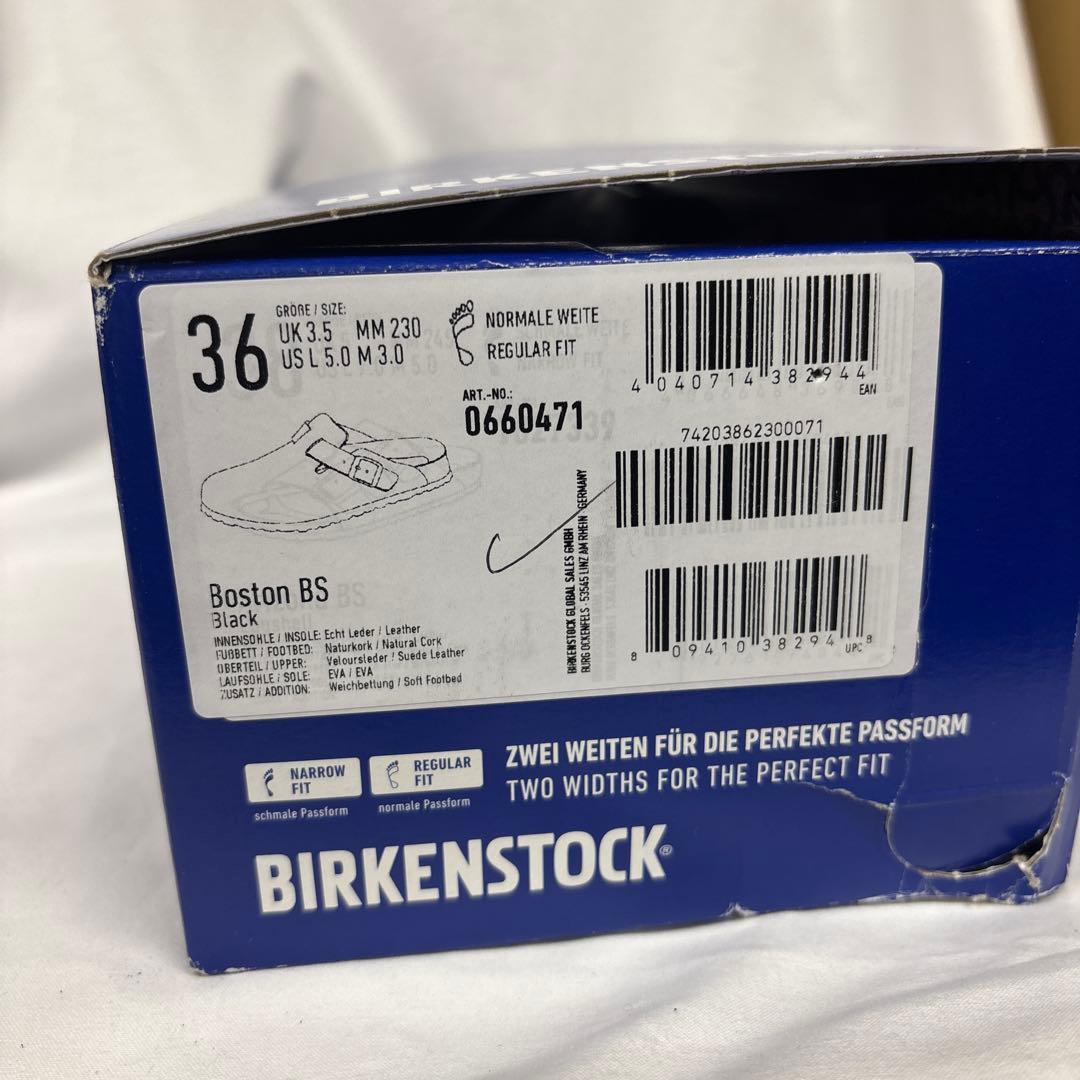 BIRKENSTOCK
36
GRÖßE / SIZE:
UK 3.5 MM 230
US L 5.0 M 3.0
NORMALE WEITE
REGULAR FIT
ART.-NO.:
0660471
4 040714 382944
EAN
74203862300071
8 09410 38294 8
UPC
BIRKENSTOCK GLOBAL SALES GMBH
BURG OCKENFELS · 53545 LINZ AM RHEIN · GERMANY
Boston BS
Black
INNENSOHLE / INSOLE: Echt Leder / Leather
FUßBETT / FOOTBED: Naturkork / Natural Cork
OBERTEIL / UPPER: Veloursleder / Suede Leather
LAUFSOHLE / SOLE: EVA / EVA
ZUSATZ / ADDITION: Weichbettung / Soft Footbed
NARROW FIT
schmale Passform
REGULAR FIT
normale Passform
ZWEI WEITEN FÜR DIE PERFEKTE PASSFORM
TWO WIDTHS FOR THE PERFECT FIT
BIRKENSTOCK®